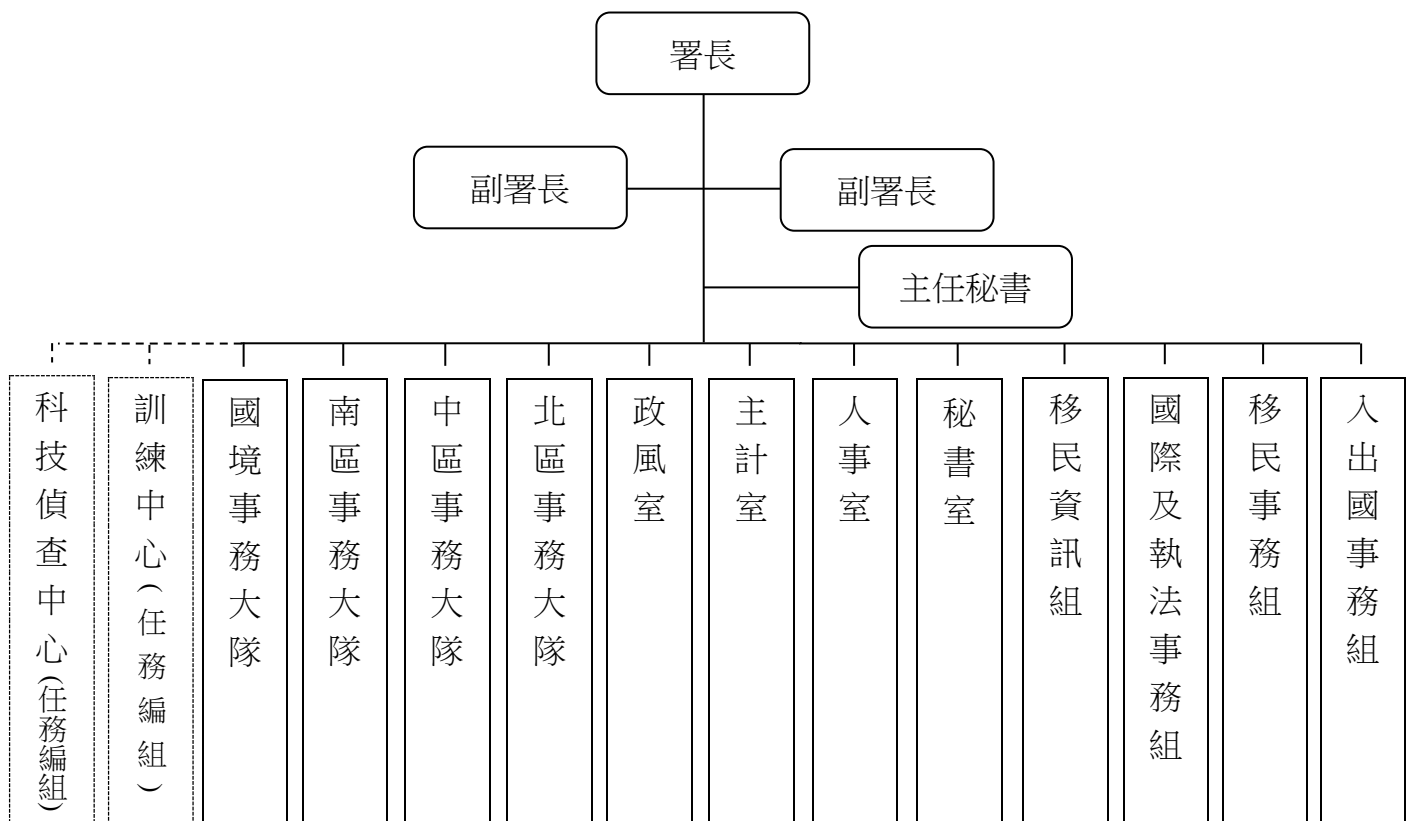 署長
副署長
副署長
主任秘書
科技偵查中心(任務編組)
訓練中心(任務編組)
國境事務大隊
南區事務大隊
中區事務大隊
北區事務大隊
政風室
主計室
人事室
秘書室
移民資訊組
國際及執法事務組
移民事務組
入出國事務組